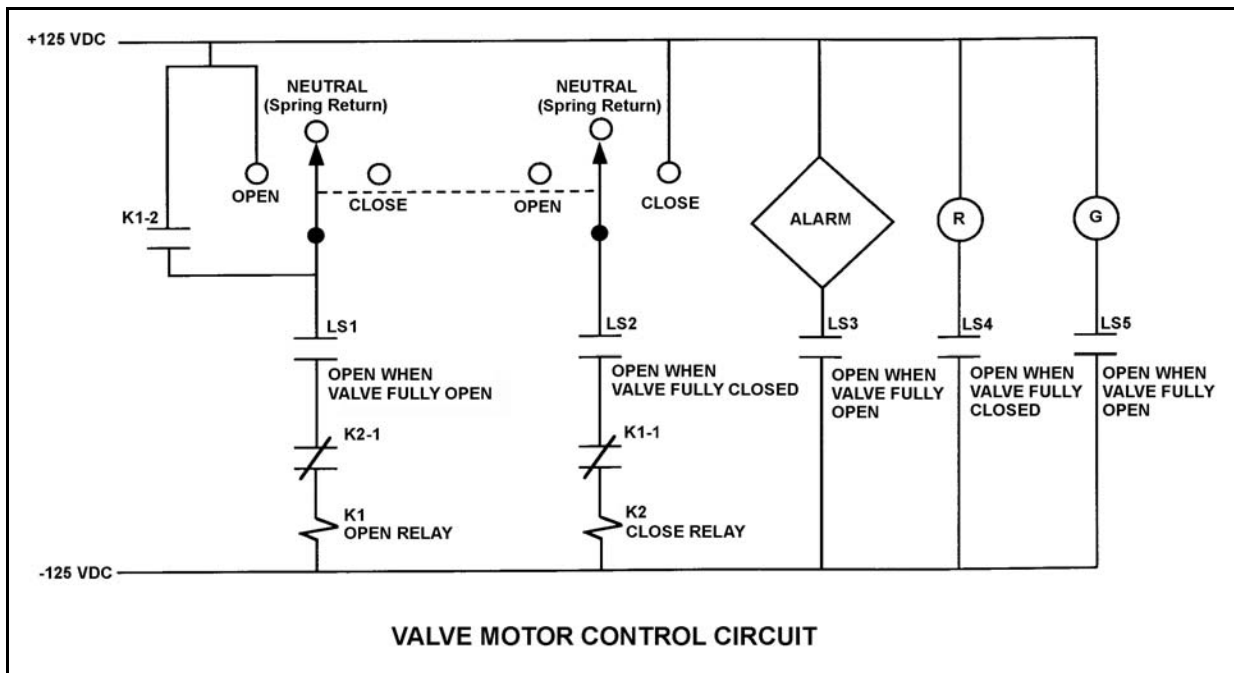 +125 VDC
NEUTRAL
(Spring Return)
NEUTRAL
(Spring Return)
OPEN
CLOSE
OPEN
CLOSE
K1-2
ALARM
R
G
LS1
OPEN WHEN
VALVE FULLY OPEN
LS2
OPEN WHEN
VALVE FULLY CLOSED
LS3
OPEN WHEN
VALVE FULLY
OPEN
LS4
OPEN WHEN
VALVE FULLY
CLOSED
LS5
OPEN WHEN
VALVE FULLY
OPEN
K2-1
K1-1
K1
OPEN RELAY
K2
CLOSE RELAY
-125 VDC
VALVE MOTOR CONTROL CIRCUIT